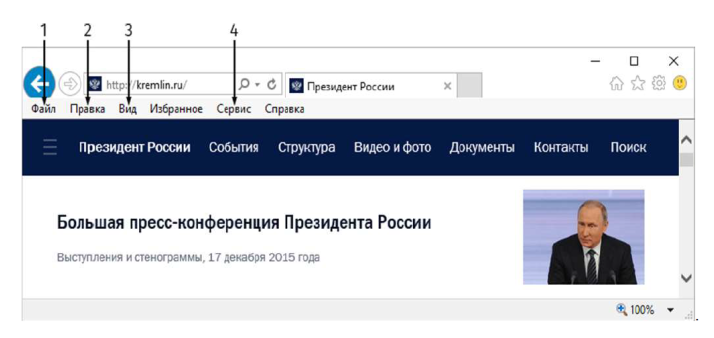 1 2 3 4
http://kremlin.ru/ Президент России
Файл Правка Вид Избранное Сервис Справка
Президент России События Структура Видео и фото Документы Контакты Поиск
Большая пресс-конференция Президента России
Выступления и стенограммы, 17 декабря 2015 года
100%